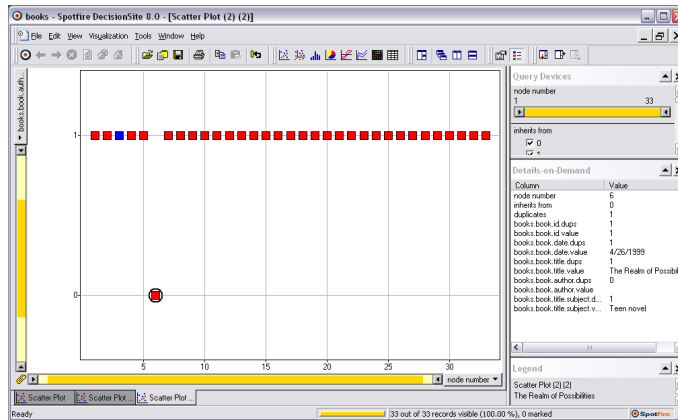 books - Spotfire DecisionSite 8.0 - [Scatter Plot (2) (2)]
File Edit View Visualization Tools Window Help
books.book.auth...
1
0
5 10 15 20 25 30
node number
Query Devices
node number
1 33
inherits from
0
1
Details-on-Demand
Column Value
node number 6
inherits from 0
duplicates 1
books.book.id.dups 1
books.book.id.value 1
books.book.date.dups 1
books.book.date.value 4/26/1999
books.book.title.dups 1
books.book.title.value The Realm of Possibil
books.book.author.dups 0
books.book.author.value
books.book.title.subject.d... 1
books.book.title.subject.v... Teen novel
Legend
Scatter Plot (2) (2)
The Realm of Possibilities
Scatter Plot Scatter Plot ... Scatter Plot ...
Ready 33 out of 33 records visible (100.00 %), 0 marked Spotfire